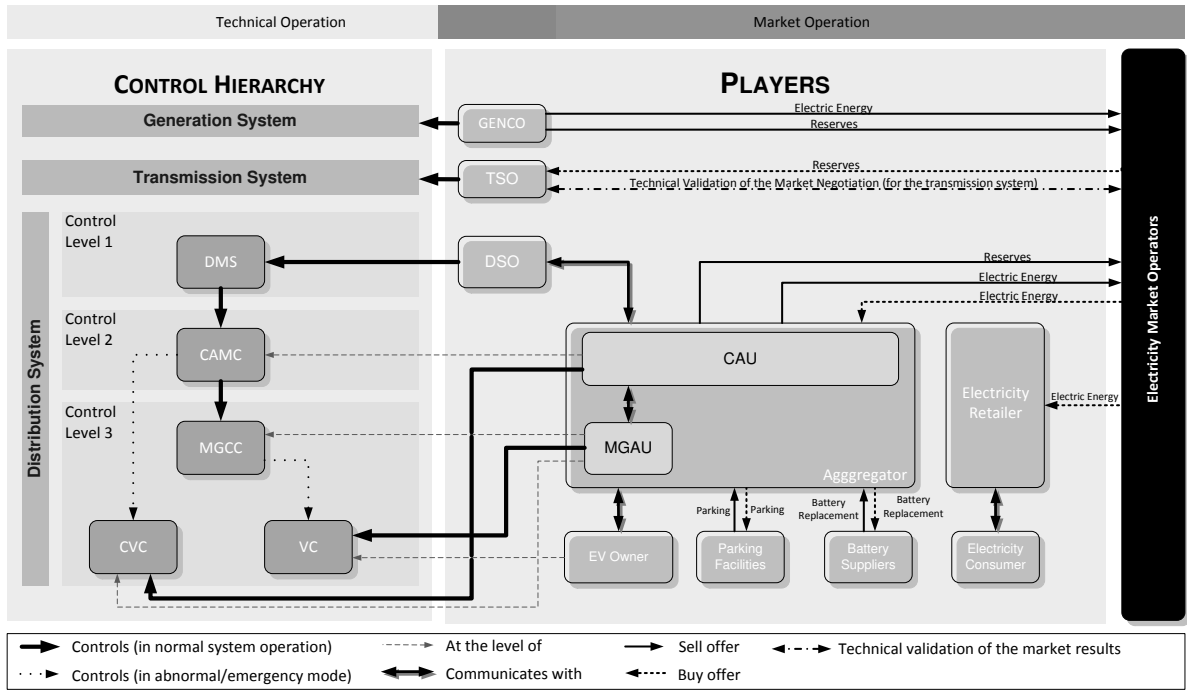 Technical Operation
Market Operation
CONTROL HIERARCHY
PLAYERS
Generation System
GENCO
Electric Energy
Reserves
Transmission System
TSO
Reserves
Technical Validation of the Market Negotiation (for the transmission system)
Electricity Market Operators
Distribution System
Control
Level 1
DMS
DSO
Reserves
Electric Energy
Electric Energy
Control
Level 2
CAMC
CAU
Electricity
Retailer
Electric Energy
Control
Level 3
MGCC
MGAU
Agggregator
Parking
Parking
Battery
Replacement
Battery
Replacement
CVC
VC
EV Owner
Parking
Facilities
Battery
Suppliers
Electricity
Consumer
Controls (in normal system operation)
At the level of
Sell offer
Technical validation of the market results
Controls (in abnormal/emergency mode)
Communicates with
Buy offer